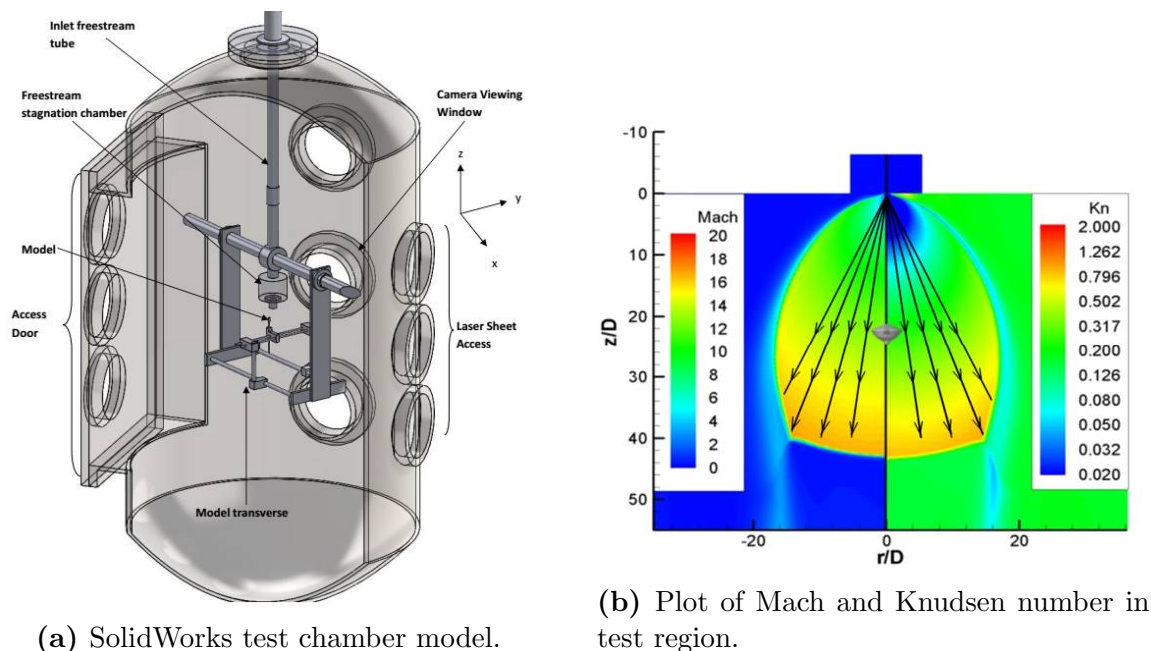 Inlet freestream
tube
Freestream
stagnation chamber
Camera Viewing
Window
z
y
x
Model
Access
Door
Laser Sheet
Access
Model transverse
(a) SolidWorks test chamber model.
-10
0
10
20
30
40
50
z/D
Mach
20
18
16
14
12
10
8
6
4
2
0
Kn
2.000
1.262
0.796
0.502
0.317
0.200
0.126
0.080
0.050
0.032
0.020
-20 0 20
r/D
(b) Plot of Mach and Knudsen number in
test region.